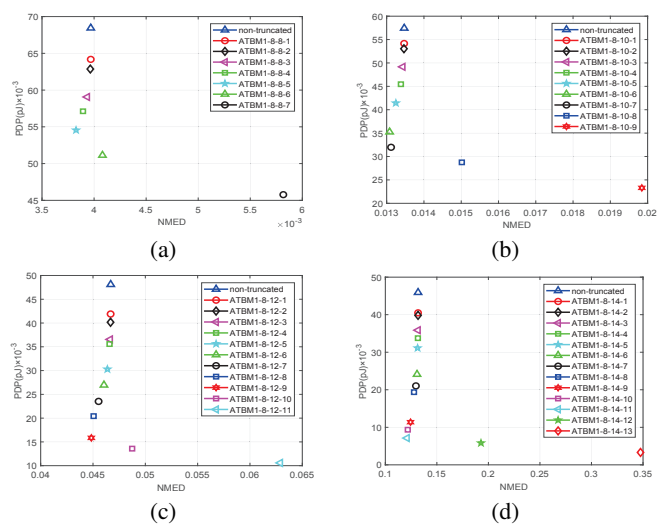 70
65
60
55
50
45
PDP(pJ)×10⁻³
3.5
4
4.5
5
5.5
6
NMED
×10⁻³
non-truncated
ATBM1-8-8-1
ATBM1-8-8-2
ATBM1-8-8-3
ATBM1-8-8-4
ATBM1-8-8-5
ATBM1-8-8-6
ATBM1-8-8-7
(a)
60
55
50
45
40
35
30
25
20
PDP(pJ)×10⁻³
0.013
0.014
0.015
0.016
0.017
0.018
0.019
0.02
NMED
non-truncated
ATBM1-8-10-1
ATBM1-8-10-2
ATBM1-8-10-3
ATBM1-8-10-4
ATBM1-8-10-5
ATBM1-8-10-6
ATBM1-8-10-7
ATBM1-8-10-8
ATBM1-8-10-9
(b)
50
45
40
35
30
25
20
15
10
PDP(pJ)×10⁻³
0.04
0.045
0.05
0.055
0.06
0.065
NMED
non-truncated
ATBM1-8-12-1
ATBM1-8-12-2
ATBM1-8-12-3
ATBM1-8-12-4
ATBM1-8-12-5
ATBM1-8-12-6
ATBM1-8-12-7
ATBM1-8-12-8
ATBM1-8-12-9
ATBM1-8-12-10
ATBM1-8-12-11
(c)
50
40
30
20
10
0
PDP(pJ)×10⁻³
0.1
0.15
0.2
0.25
0.3
0.35
NMED
non-truncated
ATBM1-8-14-1
ATBM1-8-14-2
ATBM1-8-14-3
ATBM1-8-14-4
ATBM1-8-14-5
ATBM1-8-14-6
ATBM1-8-14-7
ATBM1-8-14-8
ATBM1-8-14-9
ATBM1-8-14-10
ATBM1-8-14-11
ATBM1-8-14-12
ATBM1-8-14-13
(d)